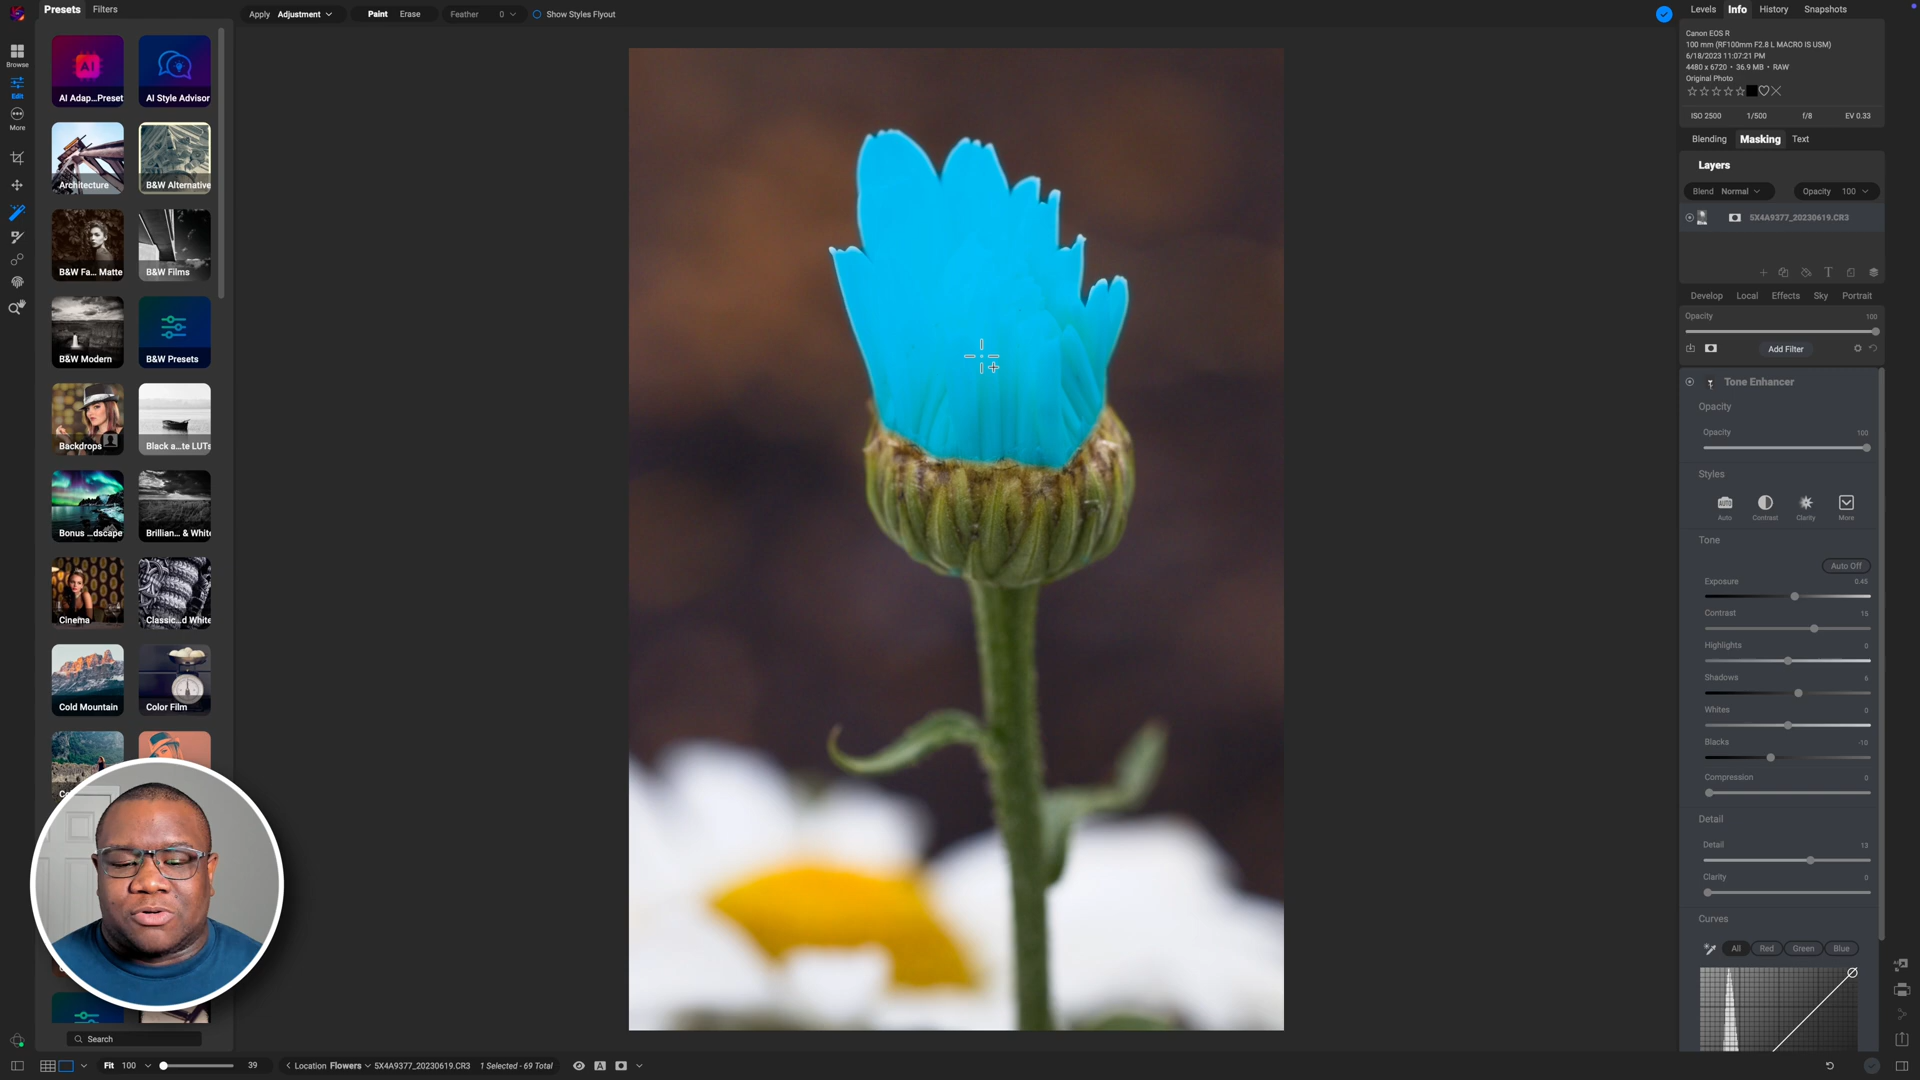 Presets Filters
Apply Adjustment Paint Erase Feather 0 Show Styles Flyout
Levels Info History Snapshots
Browse
Edit
More
AI Adap...Preset
AI Style Advisor
Architecture
B&W Alternative
B&W Fa... Matte
B&W Films
B&W Modern
B&W Presets
Backdrops
Black a...te LUTs
Bonus ...dscape
Brillian... & White
Cinema
Classic...d White
Cold Mountain
Color Film
Search
Canon EOS R
100 mm (RF100mm F2.8 L MACRO IS USM)
6/18/2023 11:07:21 PM
4480 x 6720 • 36.9 MB • RAW
Original Photo
ISO 2500 1/500 f/8 EV 0.33
Blending Masking Text
Layers
Blend Normal Opacity 100
5X4A9377_20230619.CR3
Develop Local Effects Sky Portrait
Opacity 100
Add Filter
Tone Enhancer
Opacity
Opacity 100
Styles
AUTO
Auto Contrast Clarity More
Tone
Auto Off
Exposure 0.45
Contrast 15
Highlights 0
Shadows 6
Whites 0
Blacks -10
Compression 0
Detail
Detail 13
Clarity 0
Curves
All Red Green Blue
Fit 100 39 Location Flowers 5X4A9377_20230619.CR3 1 Selected - 69 Total A